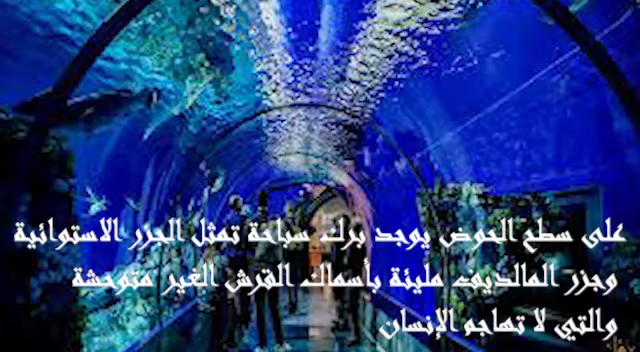 على سطح الحوض يوجد برك سباحة تمثل الجزر الاستوائية
وجزر المالديف مليئة بأسماك القرش الغير متوحشة
والتي لا تهاجم الإنسان